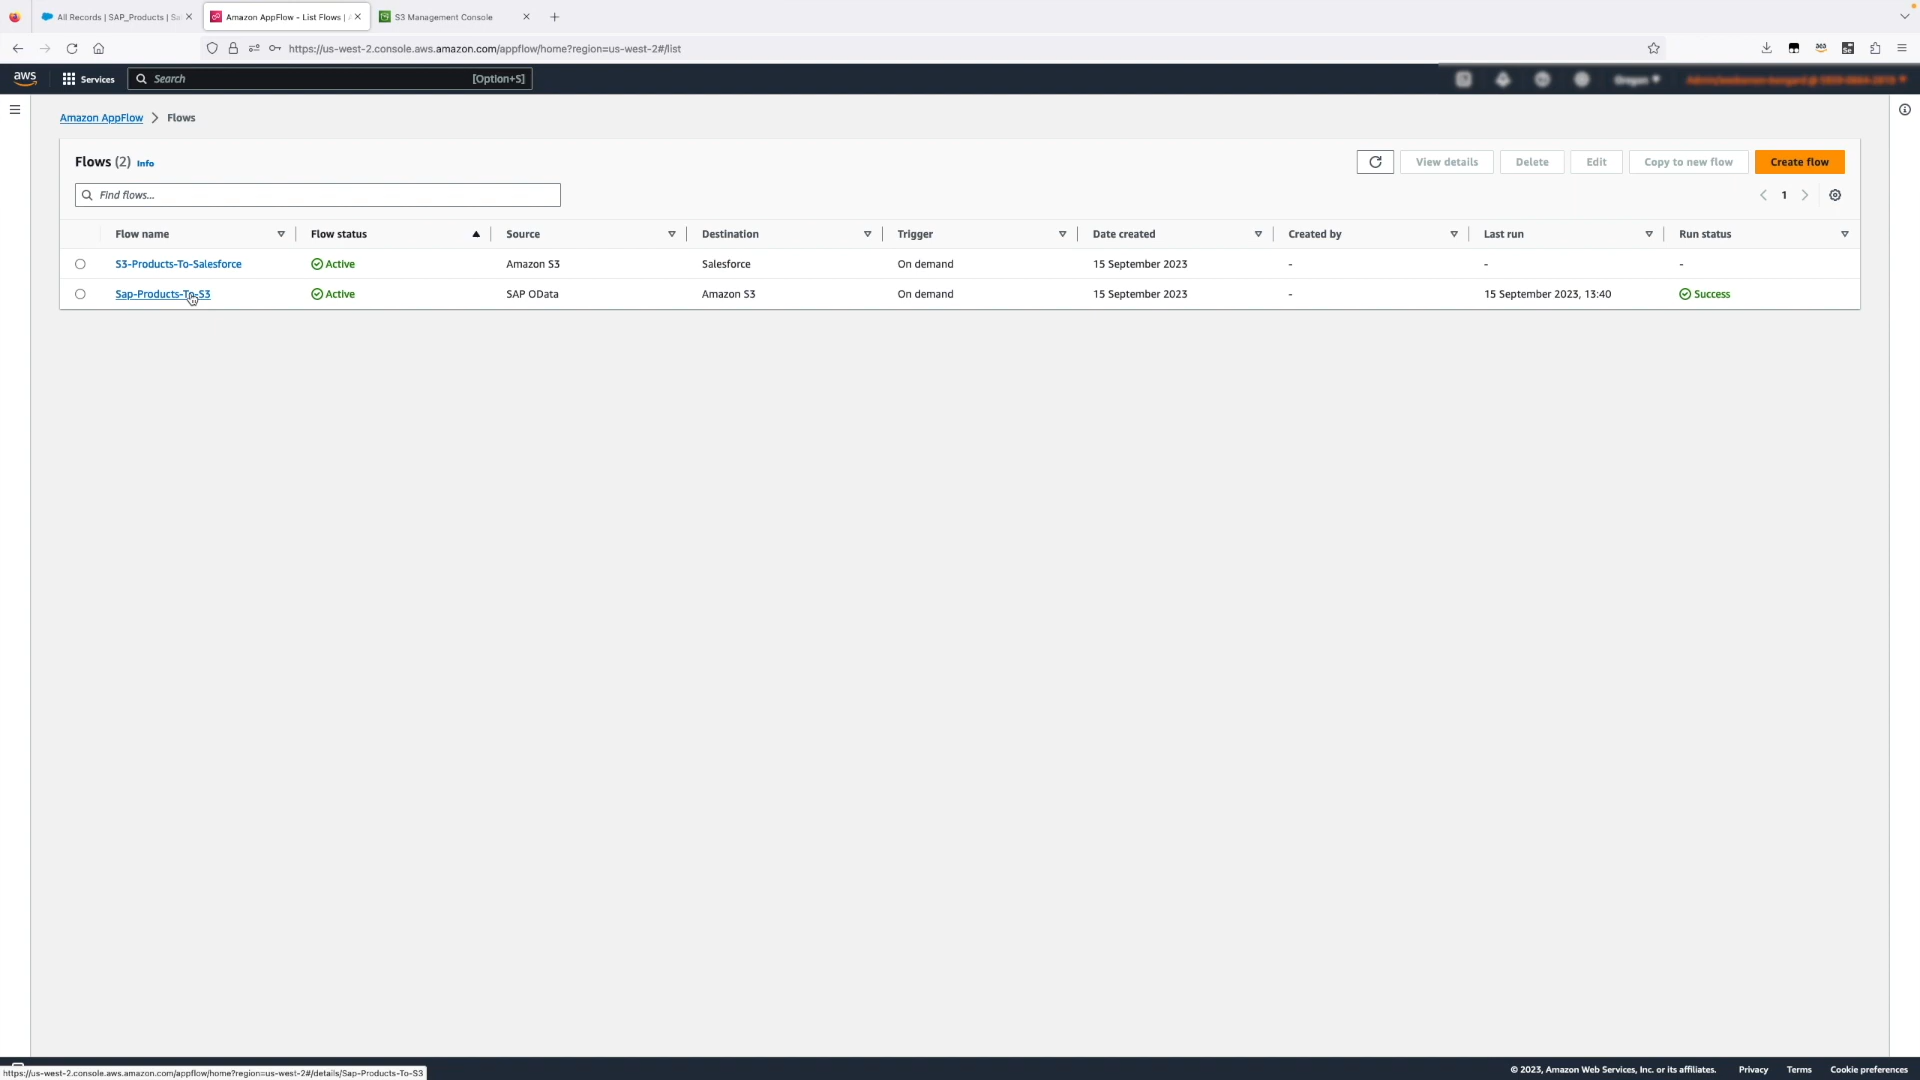 All Records | SAP_Products | Sa
Amazon AppFlow - List Flows |
S3 Management Console
https://us-west-2.console.aws.amazon.com/appflow/home?region=us-west-2#/list
aws
Services
Search
[Option+S]
Oregon
Amazon AppFlow > Flows
Flows (2) Info
View details
Delete
Edit
Copy to new flow
Create flow
Find flows...
1
Flow name Flow status Source Destination Trigger Date created Created by Last run Run status
S3-Products-To-Salesforce Active Amazon S3 Salesforce On demand 15 September 2023 - - -
Sap-Products-To-S3 Active SAP OData Amazon S3 On demand 15 September 2023 - 15 September 2023, 13:40 Success
https://us-west-2.console.aws.amazon.com/appflow/home?region=us-west-2#/details/Sap-Products-To-S3
© 2023, Amazon Web Services, Inc. or its affiliates. Privacy Terms Cookie preferences